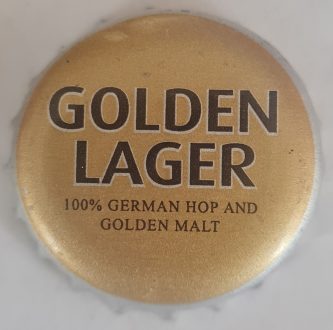 GOLDEN
LAGER
100% GERMAN HOP AND
GOLDEN MALT